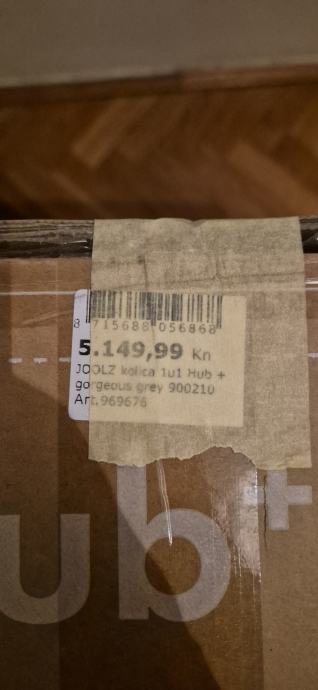 8 715688 056868
5.149,99 Kn
JOOLZ kolica 1u1 Hub +
gorgeous grey 900210
Art.969676
ub+